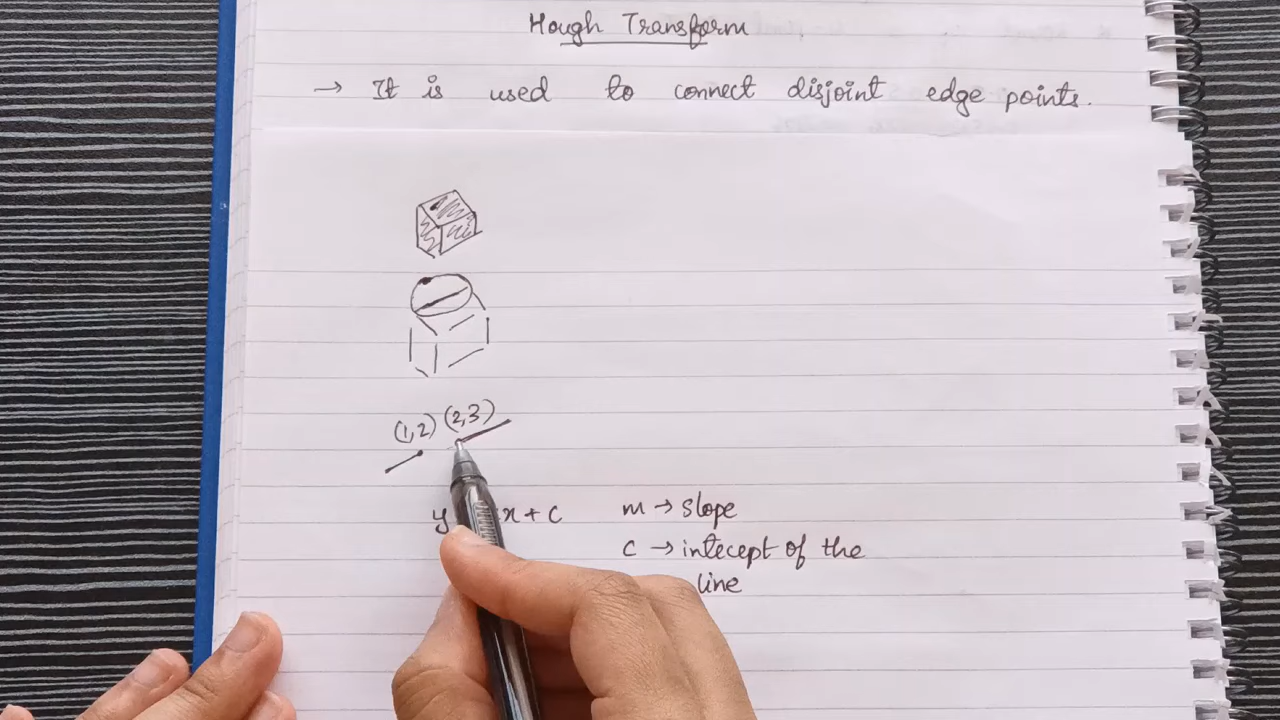 Hough Transform
→ It is used to connect disjoint edge points.
(1,2) (2,3)
y x + c m → slope
c → intecept of the
line